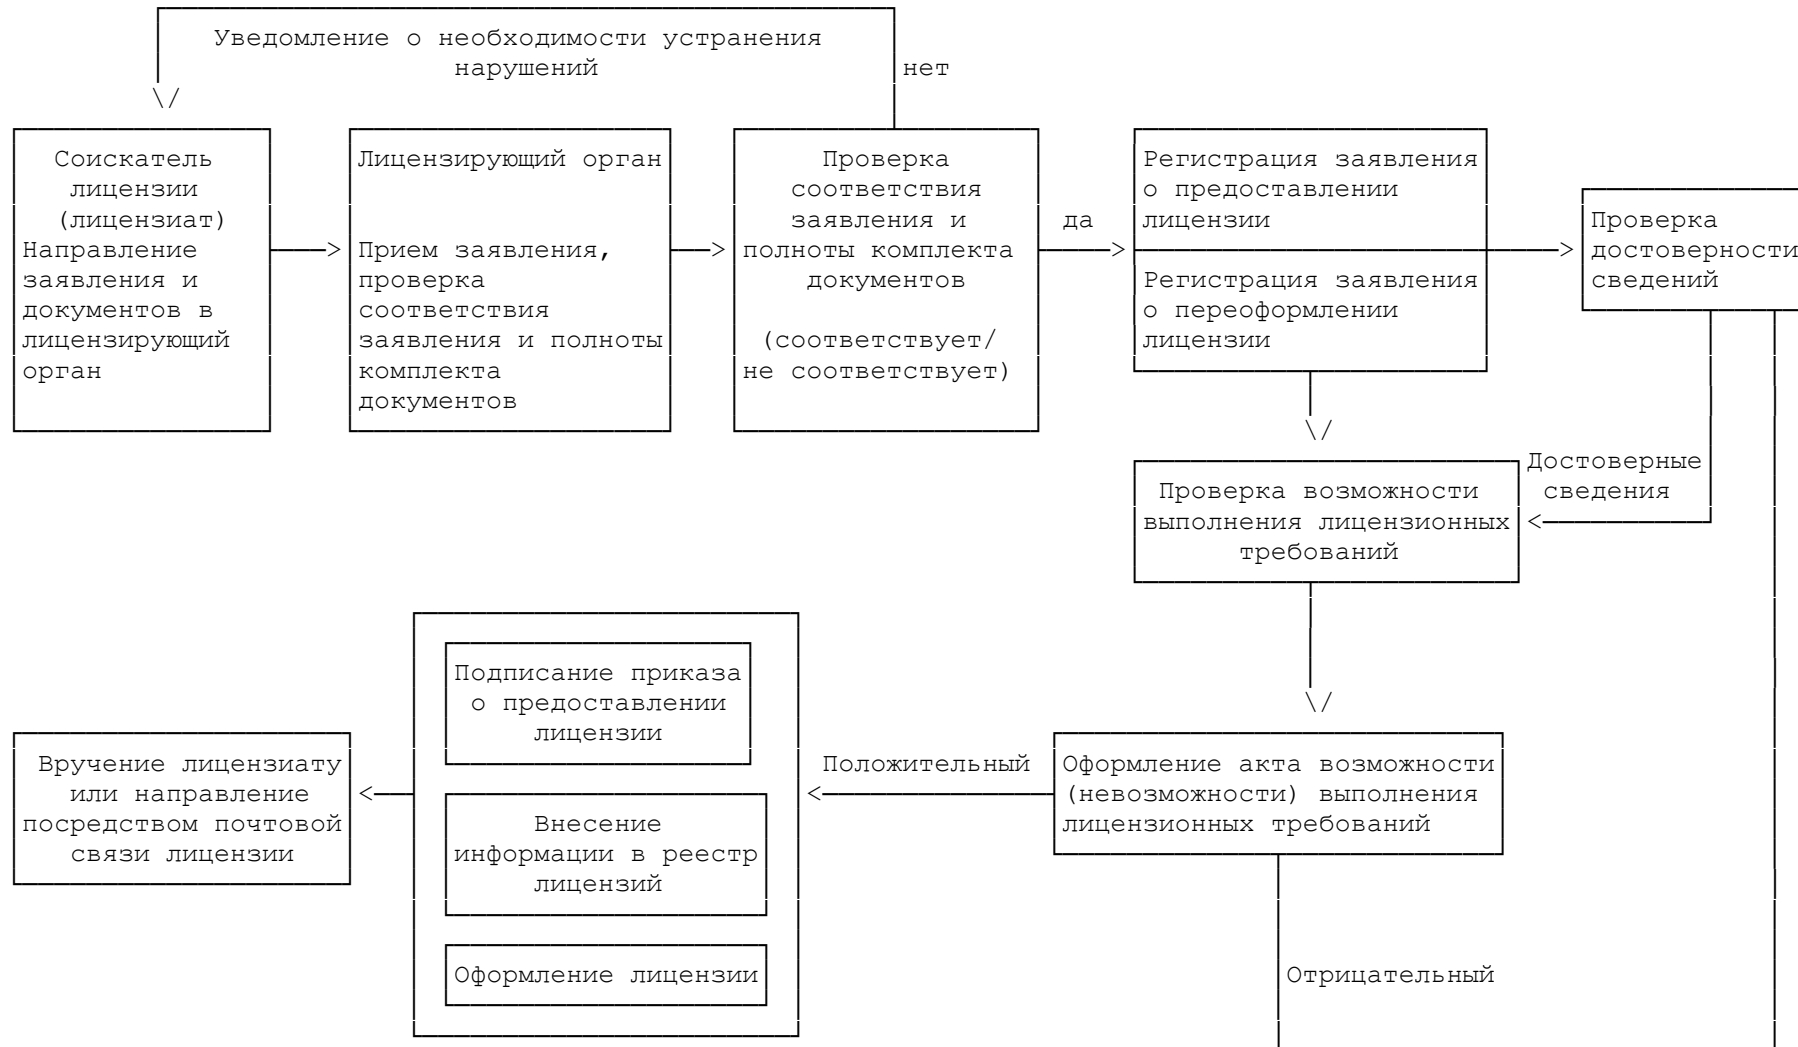 Уведомление о необходимости устранения
нарушений
нет
Соискатель
лицензии
(лицензиат)
Направление
заявления и
документов в
лицензирующий
орган
Лицензирующий орган
Прием заявления,
проверка
соответствия
заявления и полноты
комплекта
документов
Проверка
соответствия
заявления и
полноты комплекта
документов
(соответствует/
не соответствует)
да
Регистрация заявления
о предоставлении
лицензии
Регистрация заявления
о переоформлении
лицензии
Проверка
достоверности
сведений
Достоверные
сведения
Проверка возможности
выполнения лицензионных
требований
Оформление акта возможности
(невозможности) выполнения
лицензионных требований
Положительный
Подписание приказа
о предоставлении
лицензии
Внесение
информации в реестр
лицензий
Оформление лицензии
Вручение лицензиату
или направление
посредством почтовой
связи лицензии
Отрицательный